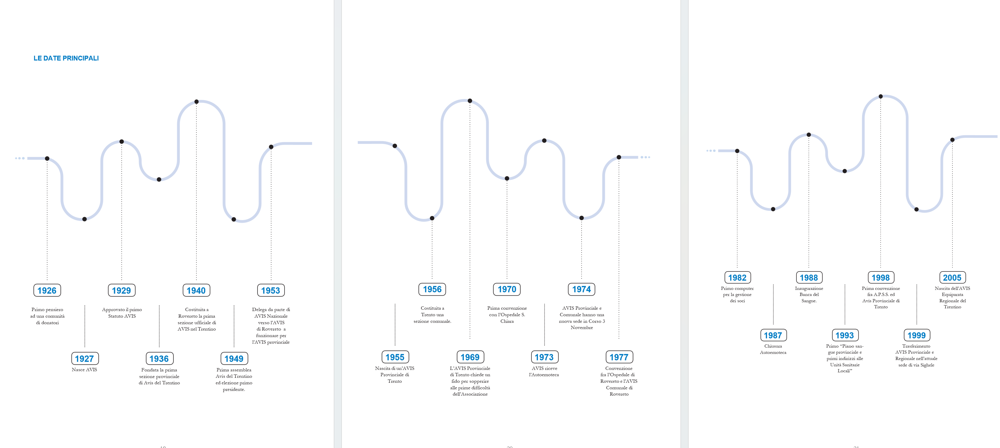 LE DATE PRINCIPALI
1926
Primo pensiero
ad una comunità
di donatori
1927
Nasce AVIS
1929
Approvato il primo
Statuto AVIS
1936
Fondata la prima
sezione provinciale
di Avis del Trentino
1940
Costituita a
Rovereto la prima
sezione ufficiale di
AVIS nel Trentino
1949
Prima assemblea
Avis del Trentino
ed elezione primo
presidente.
1953
Delega da parte di
AVIS Nazionale
verso l’AVIS
di Rovereto a
funzionare per
l’AVIS provinciale
1955
Nascita di un’AVIS
Provinciale di
Trento
1956
Costituita a
Trento una
sezione comunale.
1969
L’AVIS Provinciale
di Trento chiede un
fido per sopperire
alle prime difficoltà
dell’Associazione
1970
Prima convenzione
con l’Ospedale S.
Chiara
1973
AVIS riceve
l’Autoemoteca
1974
AVIS Provinciale e
Comunale hanno una
nuova sede in Corso 3
Novembre
1977
Convenzione
fra l’Ospedale di
Rovereto e l’AVIS
Comunale di
Rovereto
1982
Primo computer
per la gestione
dei soci
1987
Chiusura
Autoemoteca
1988
Inaugurazione
Banca del
Sangue.
1993
Primo “Piano san-
gue provinciale e
primi indirizzi alle
Unità Sanitarie
Locali”
1998
Prima convenzione
fra A.P.S.S. ed
Avis Provinciale di
Trento
1999
Trasferimento
AVIS Provinciale e
Regionale nell’attuale
sede di via Sighele
2005
Nascita dell’AVIS
Equiparata
Regionale del
Trentino